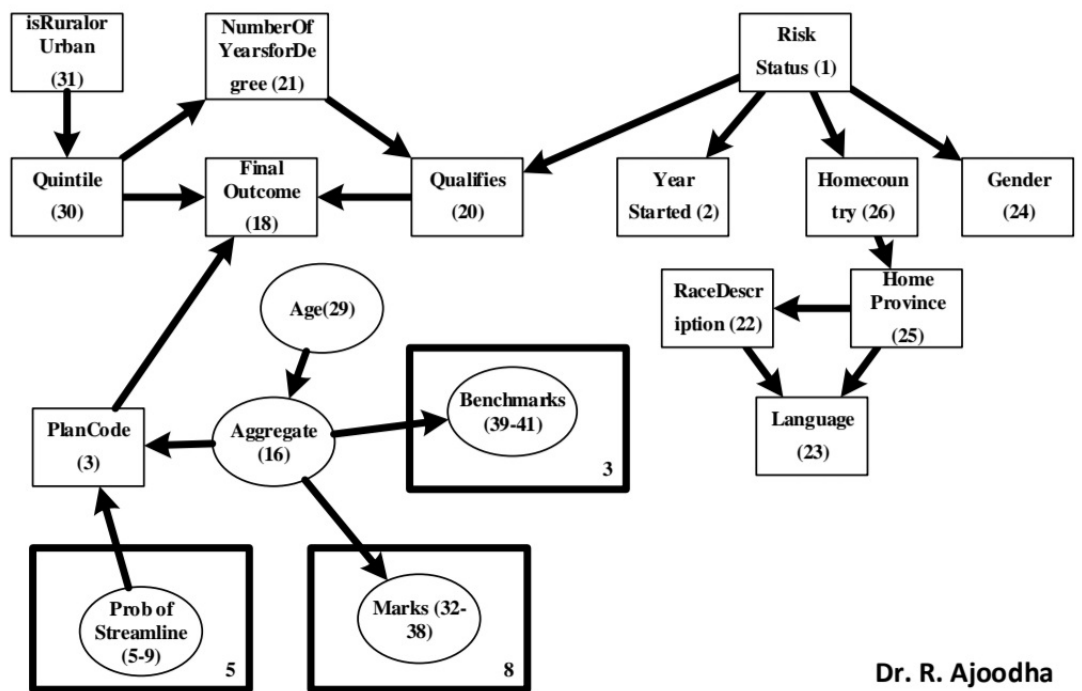 isRuralor
Urban
(31)
NumberOf
YearsforDe
gree (21)
Risk
Status (1)
Quintile
(30)
Final
Outcome
(18)
Qualifies
(20)
Year
Started (2)
Homecoun
try (26)
Gender
(24)
Age(29)
RaceDescr
iption (22)
Home
Province
(25)
PlanCode
(3)
Aggregate
(16)
Benchmarks
(39-41)
3
Language
(23)
Prob of
Streamline
(5-9)
5
Marks (32-
38)
8
Dr. R. Ajoodha